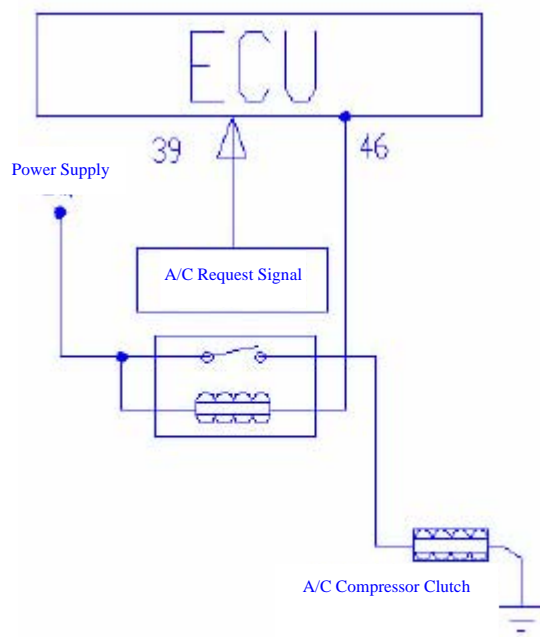 ECU
39
46
Power Supply
A/C Request Signal
A/C Compressor Clutch